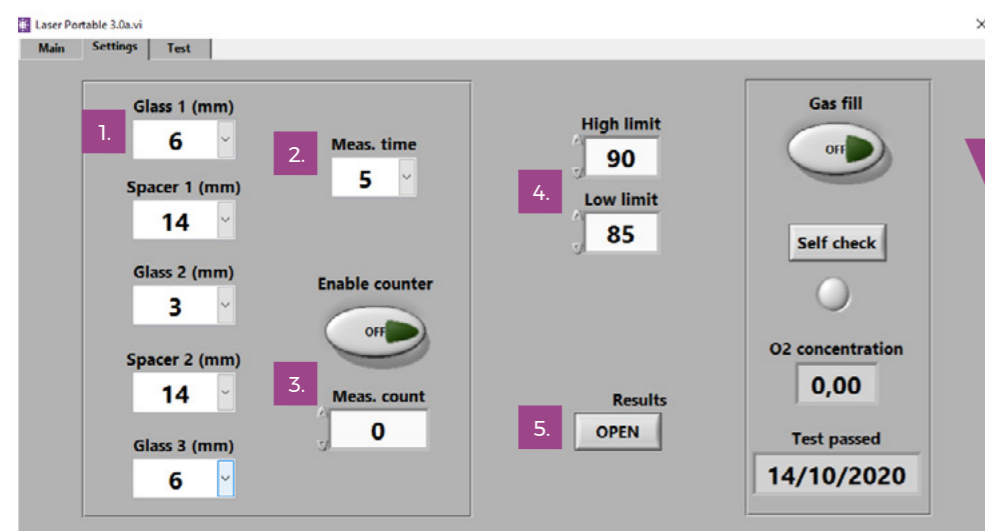 Laser Portable 3.0a.vi
Main Settings Test
1.
Glass 1 (mm)
6
Spacer 1 (mm)
14
Glass 2 (mm)
3
Spacer 2 (mm)
14
Glass 3 (mm)
6
2.
Meas. time
5
Enable counter
OFF
3.
Meas. count
0
4.
High limit
90
Low limit
85
5.
Results
OPEN
Gas fill
OFF
Self check
O2 concentration
0,00
Test passed
14/10/2020